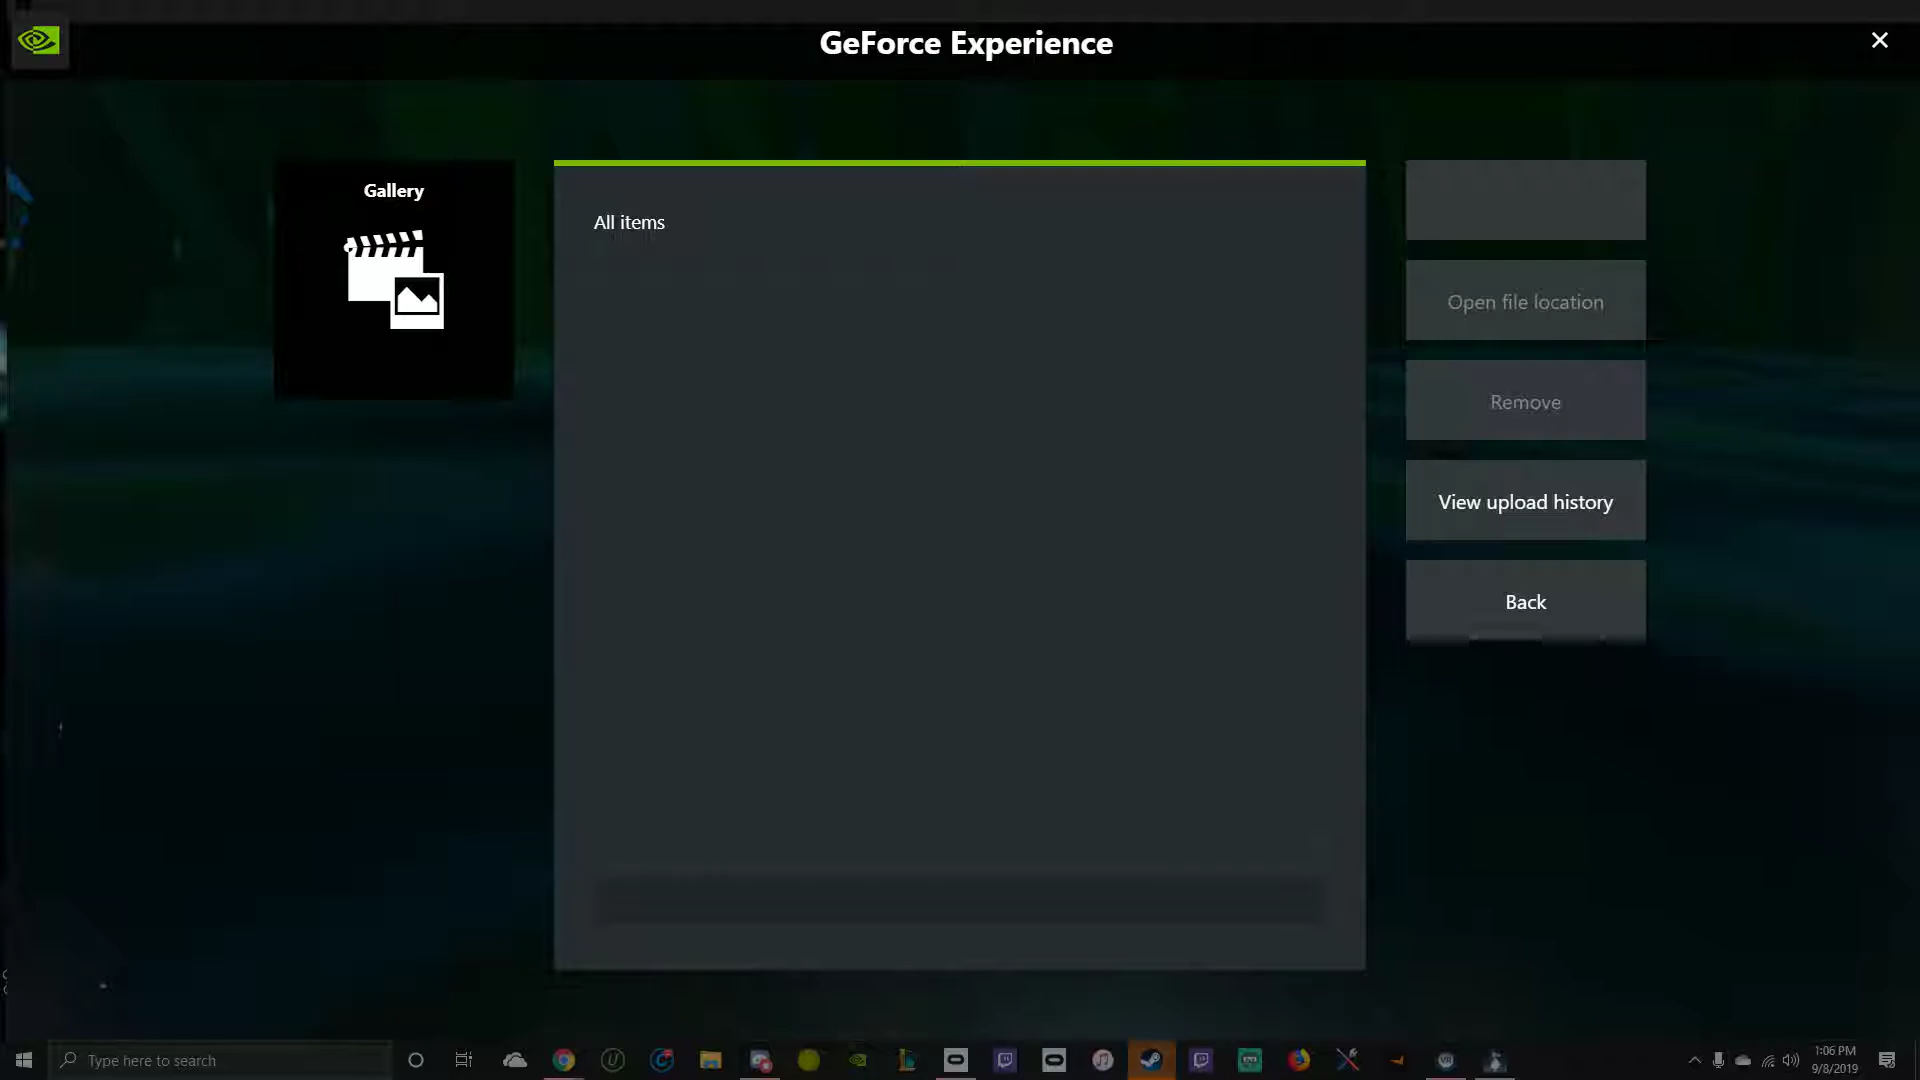 GeForce Experience
Gallery
All items
Open file location
Remove
View upload history
Back
Type here to search
1:06 PM
9/8/2019